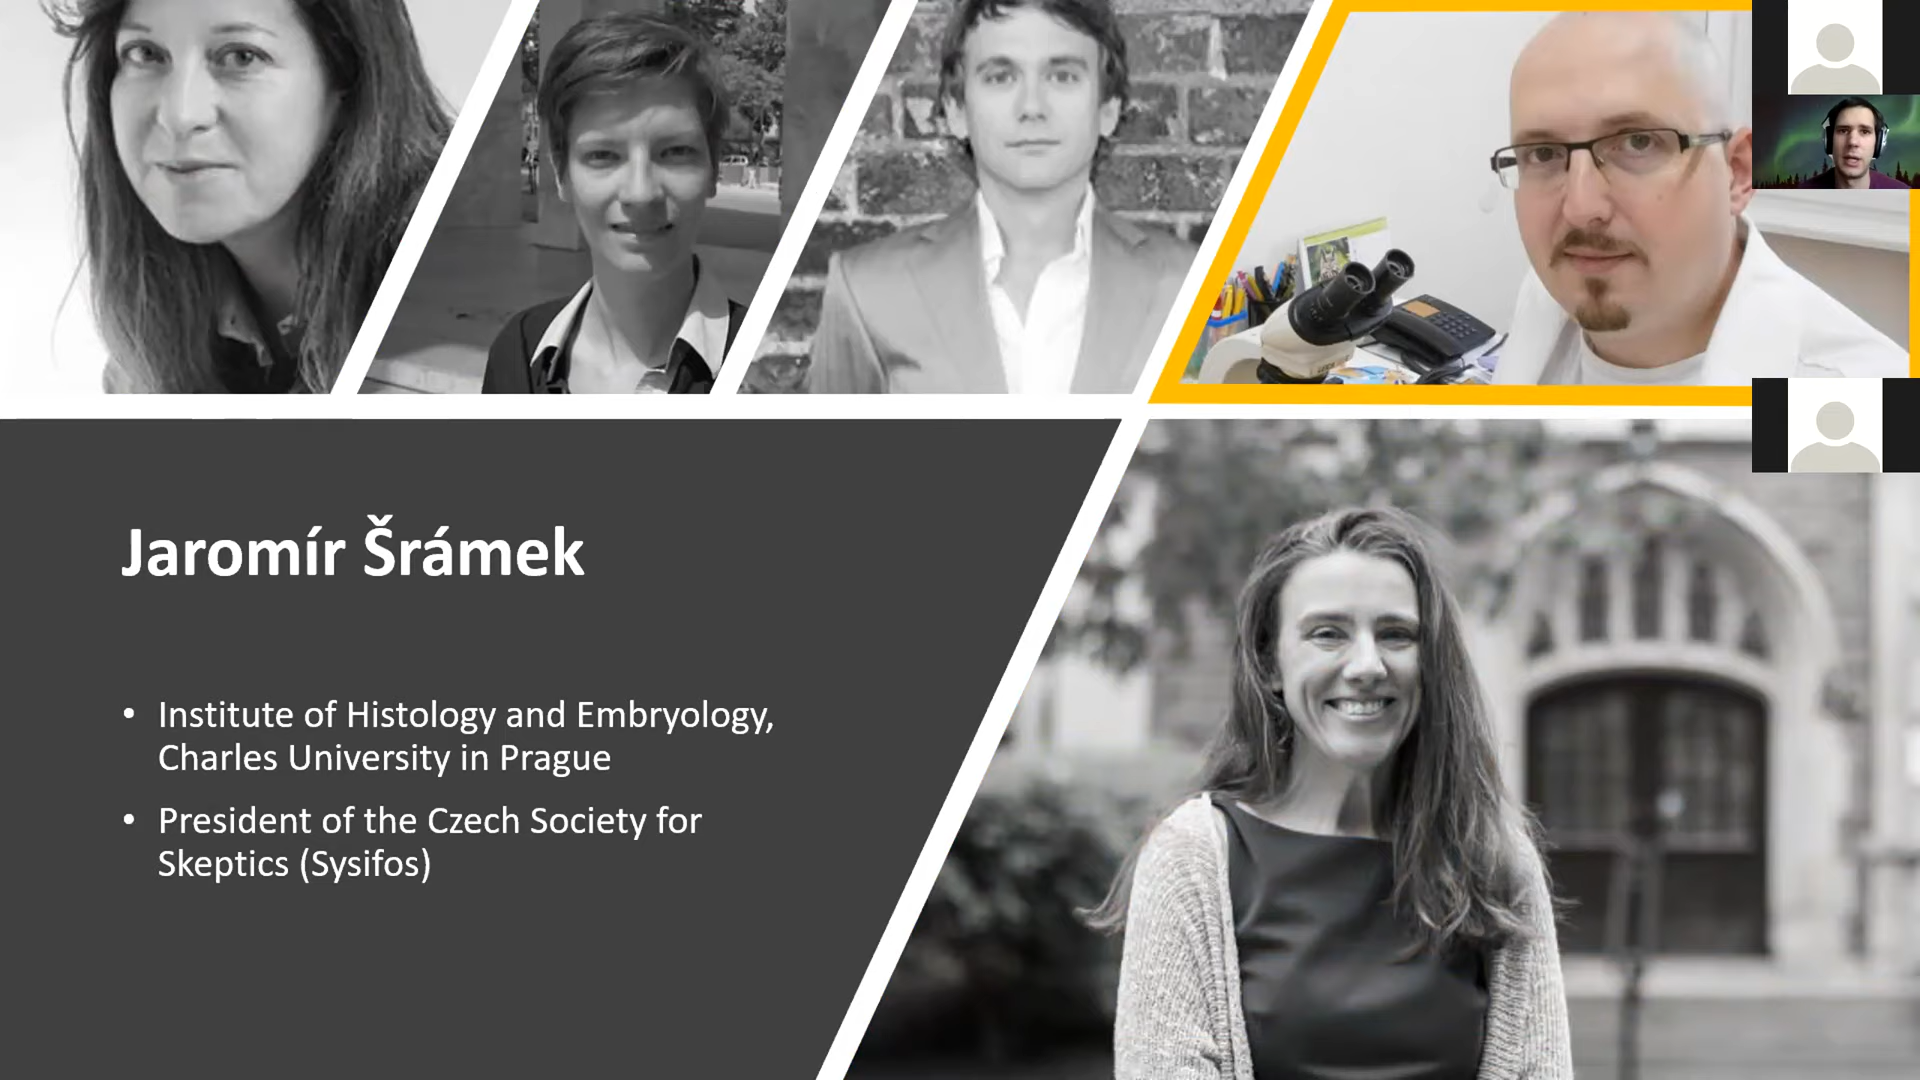 Jaromír Šrámek
• Institute of Histology and Embryology,
Charles University in Prague
• President of the Czech Society for
Skeptics (Sysifos)